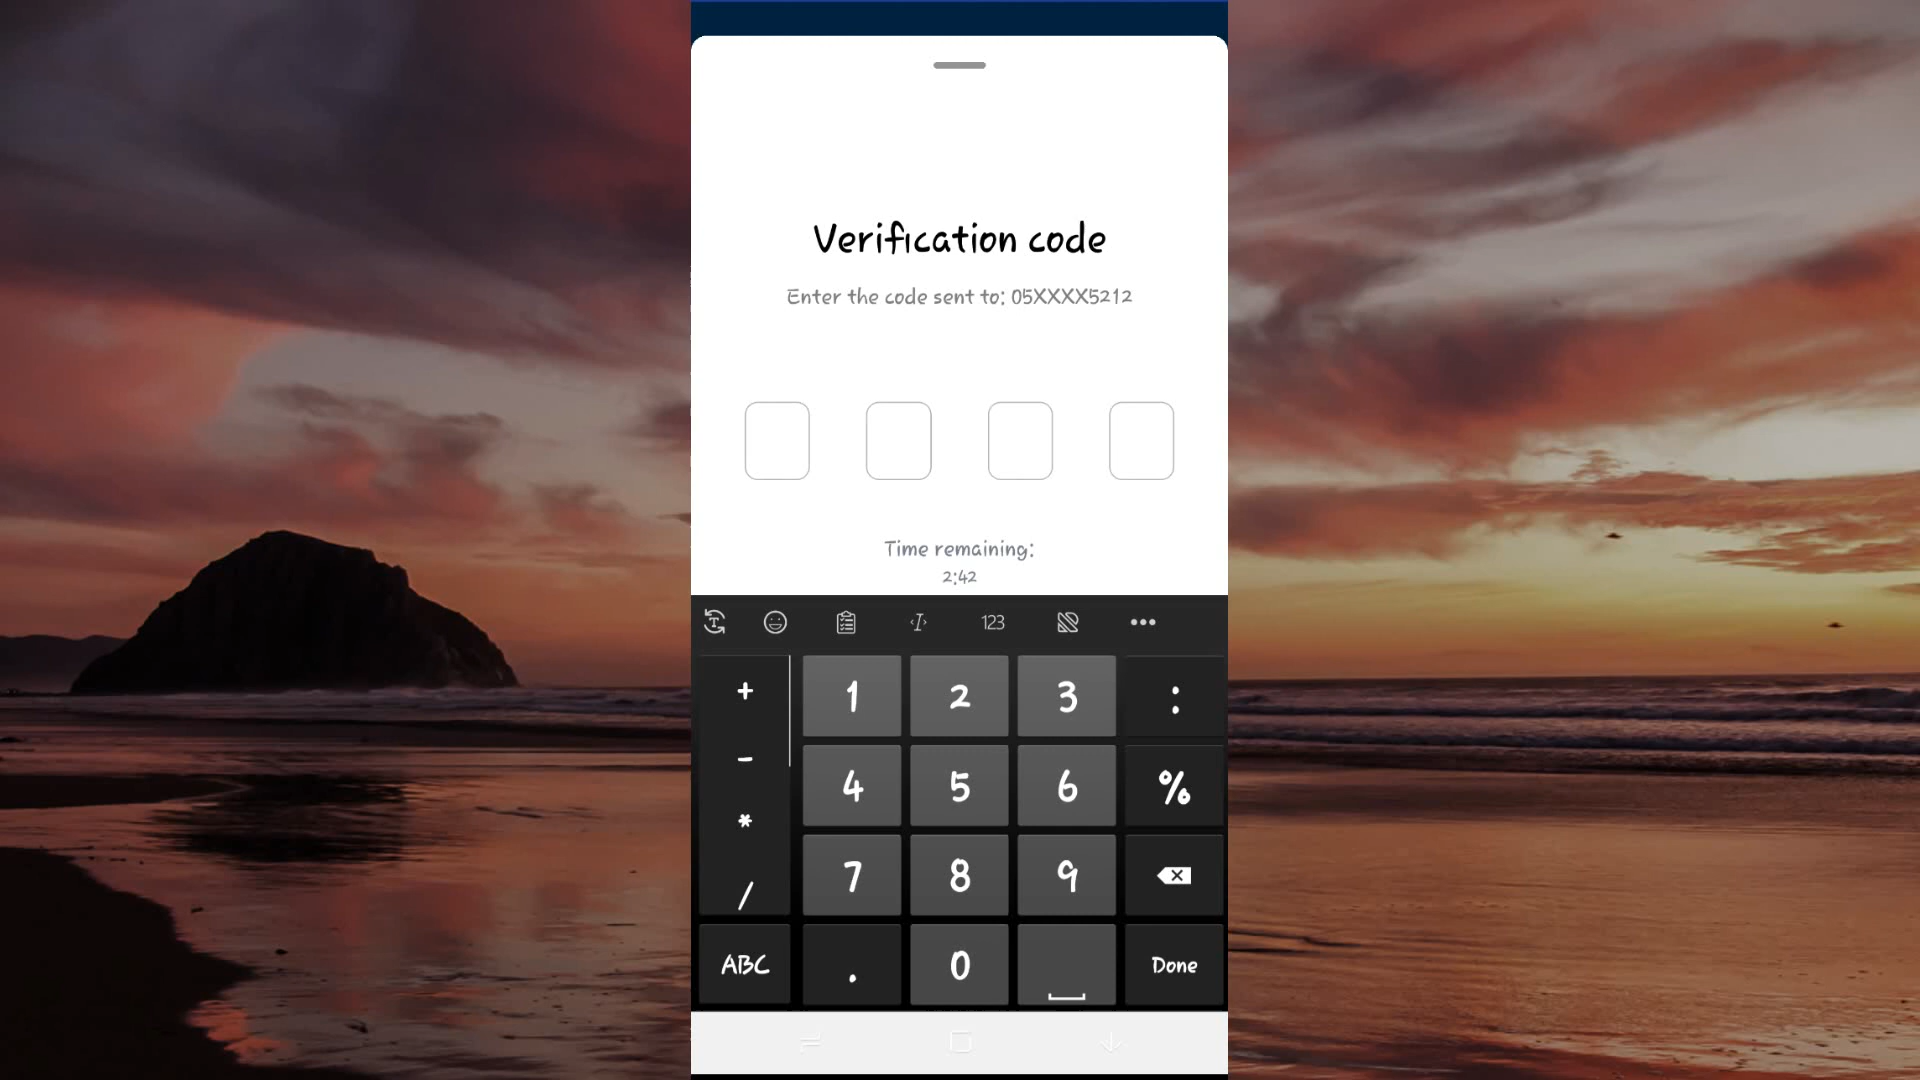 Verification code
Enter the code sent to: 05XXXX5212
Time remaining:
2:42
123
+ 1 2 3 :
- 4 5 6 %
* 7 8 9
/
ABC . 0 Done